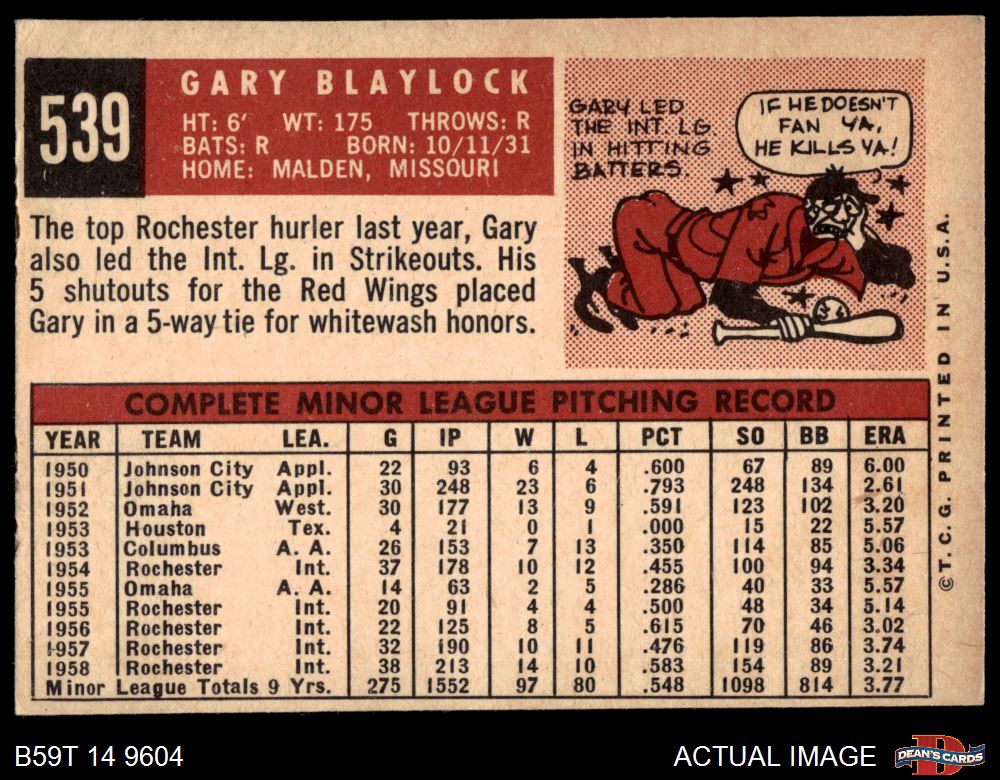 539
GARY BLAYLOCK
HT: 6' WT: 175 THROWS: R
BATS: R BORN: 10/11/31
HOME: MALDEN, MISSOURI
The top Rochester hurler last year, Gary
also led the Int. Lg. in Strikeouts. His
5 shutouts for the Red Wings placed
Gary in a 5-way tie for whitewash honors.
GARY LED
THE INT. LG
IN HITTING
BATTERS.
IF HE DOESN'T
FAN YA,
HE KILLS YA!
COMPLETE MINOR LEAGUE PITCHING RECORD
YEAR TEAM LEA. G IP W L PCT SO BB ERA
1950 Johnson City Appl. 22 93 6 4 .600 67 89 6.00
1951 Johnson City Appl. 30 248 23 6 .793 248 134 2.61
1952 Omaha West. 30 177 13 9 .591 123 102 3.20
1953 Houston Tex. 4 21 0 1 .000 15 22 5.57
1953 Columbus A. A. 26 153 7 13 .350 114 85 5.06
1954 Rochester Int. 37 178 10 12 .455 100 94 3.34
1955 Omaha A. A. 14 63 2 5 .286 40 33 5.57
1955 Rochester Int. 20 91 4 4 .500 48 34 5.14
1956 Rochester Int. 22 125 8 5 .615 70 46 3.02
1957 Rochester Int. 32 190 10 11 .476 119 86 3.74
1958 Rochester Int. 38 213 14 10 .583 154 89 3.21
Minor League Totals 9 Yrs. 275 1552 97 80 .548 1098 814 3.77
© T. C. G. PRINTED IN U.S.A.
B59T 14 9604
ACTUAL IMAGE
D
DEAN'S CARDS